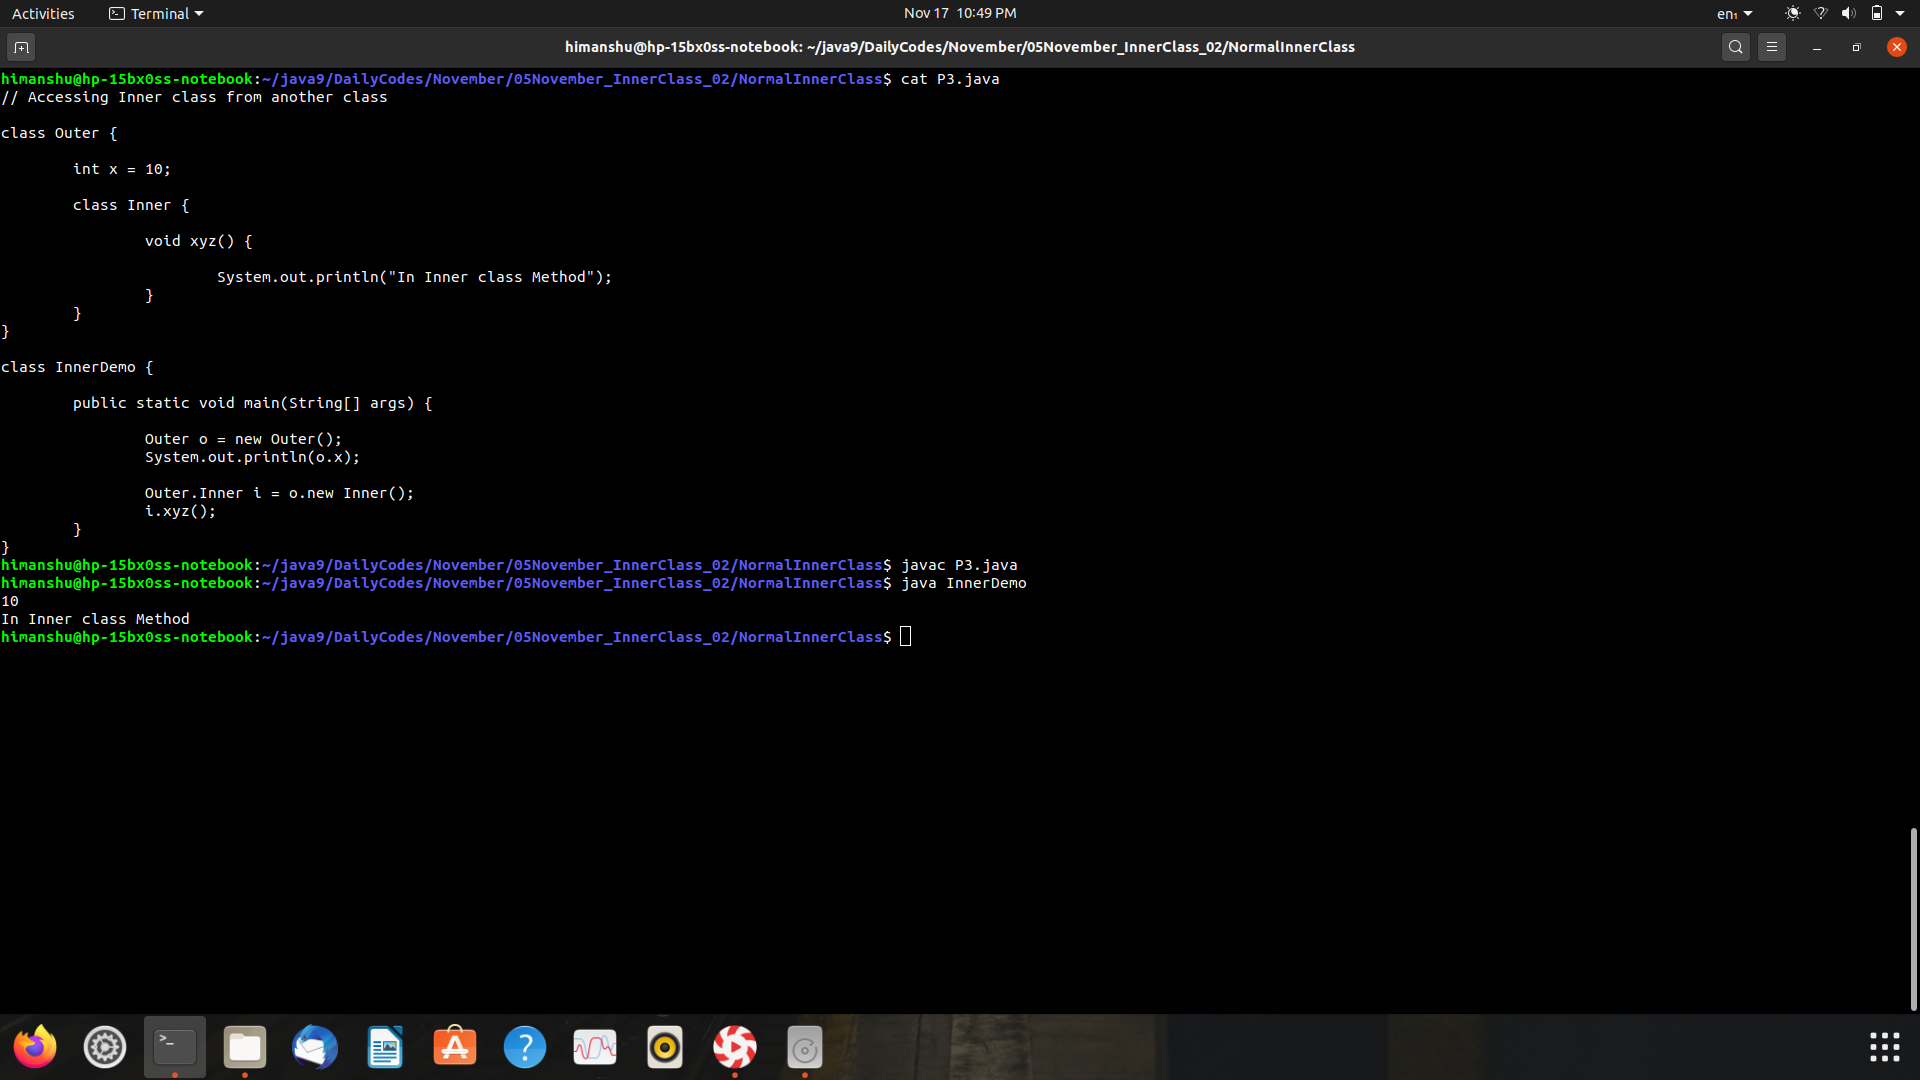 Activities
Terminal
Nov 17 10:49 PM
en₁
himanshu@hp-15bx0ss-notebook: ~/java9/DailyCodes/November/05November_InnerClass_02/NormalInnerClass
himanshu@hp-15bx0ss-notebook:~/java9/DailyCodes/November/05November_InnerClass_02/NormalInnerClass$ cat P3.java
// Accessing Inner class from another class
class Outer {
int x = 10;
class Inner {
void xyz() {
System.out.println("In Inner class Method");
}
}
}
class InnerDemo {
public static void main(String[] args) {
Outer o = new Outer();
System.out.println(o.x);
Outer.Inner i = o.new Inner();
i.xyz();
}
}
himanshu@hp-15bx0ss-notebook:~/java9/DailyCodes/November/05November_InnerClass_02/NormalInnerClass$ javac P3.java
himanshu@hp-15bx0ss-notebook:~/java9/DailyCodes/November/05November_InnerClass_02/NormalInnerClass$ java InnerDemo
10
In Inner class Method
himanshu@hp-15bx0ss-notebook:~/java9/DailyCodes/November/05November_InnerClass_02/NormalInnerClass$